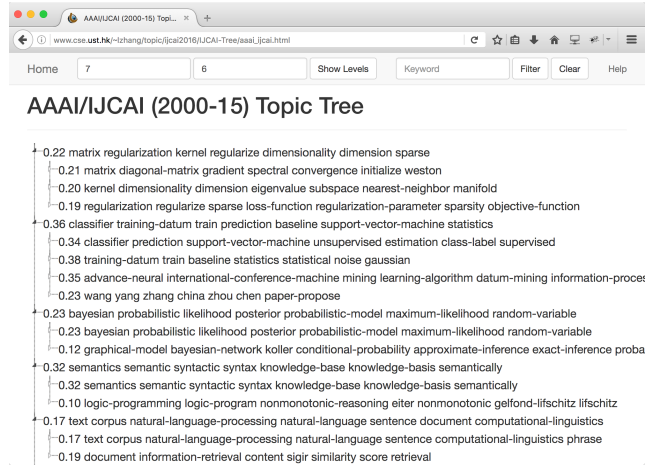 AAAI/IJCAI (2000-15) Topi...
www.cse.ust.hk/~lzhang/topic/ijcai2016/IJCAI-Tree/aaai_ijcai.html
Home 7 6 Show Levels Keyword Filter Clear Help
AAAI/IJCAI (2000-15) Topic Tree
0.22 matrix regularization kernel regularize dimensionality dimension sparse
0.21 matrix diagonal-matrix gradient spectral convergence initialize weston
0.20 kernel dimensionality dimension eigenvalue subspace nearest-neighbor manifold
0.19 regularization regularize sparse loss-function regularization-parameter sparsity objective-function
0.36 classifier training-datum train prediction baseline support-vector-machine statistics
0.34 classifier prediction support-vector-machine unsupervised estimation class-label supervised
0.38 training-datum train baseline statistics statistical noise gaussian
0.35 advance-neural international-conference-machine mining learning-algorithm datum-mining information-proces
0.23 wang yang zhang china zhou chen paper-propose
0.23 bayesian probabilistic likelihood posterior probabilistic-model maximum-likelihood random-variable
0.23 bayesian probabilistic likelihood posterior probabilistic-model maximum-likelihood random-variable
0.12 graphical-model bayesian-network koller conditional-probability approximate-inference exact-inference proba
0.32 semantics semantic syntactic syntax knowledge-base knowledge-basis semantically
0.32 semantics semantic syntactic syntax knowledge-base knowledge-basis semantically
0.10 logic-programming logic-program nonmonotonic-reasoning eiter nonmonotonic gelfond-lifschitz lifschitz
0.17 text corpus natural-language-processing natural-language sentence document computational-linguistics
0.17 text corpus natural-language-processing natural-language sentence computational-linguistics phrase
0.19 document information-retrieval content sigir similarity score retrieval